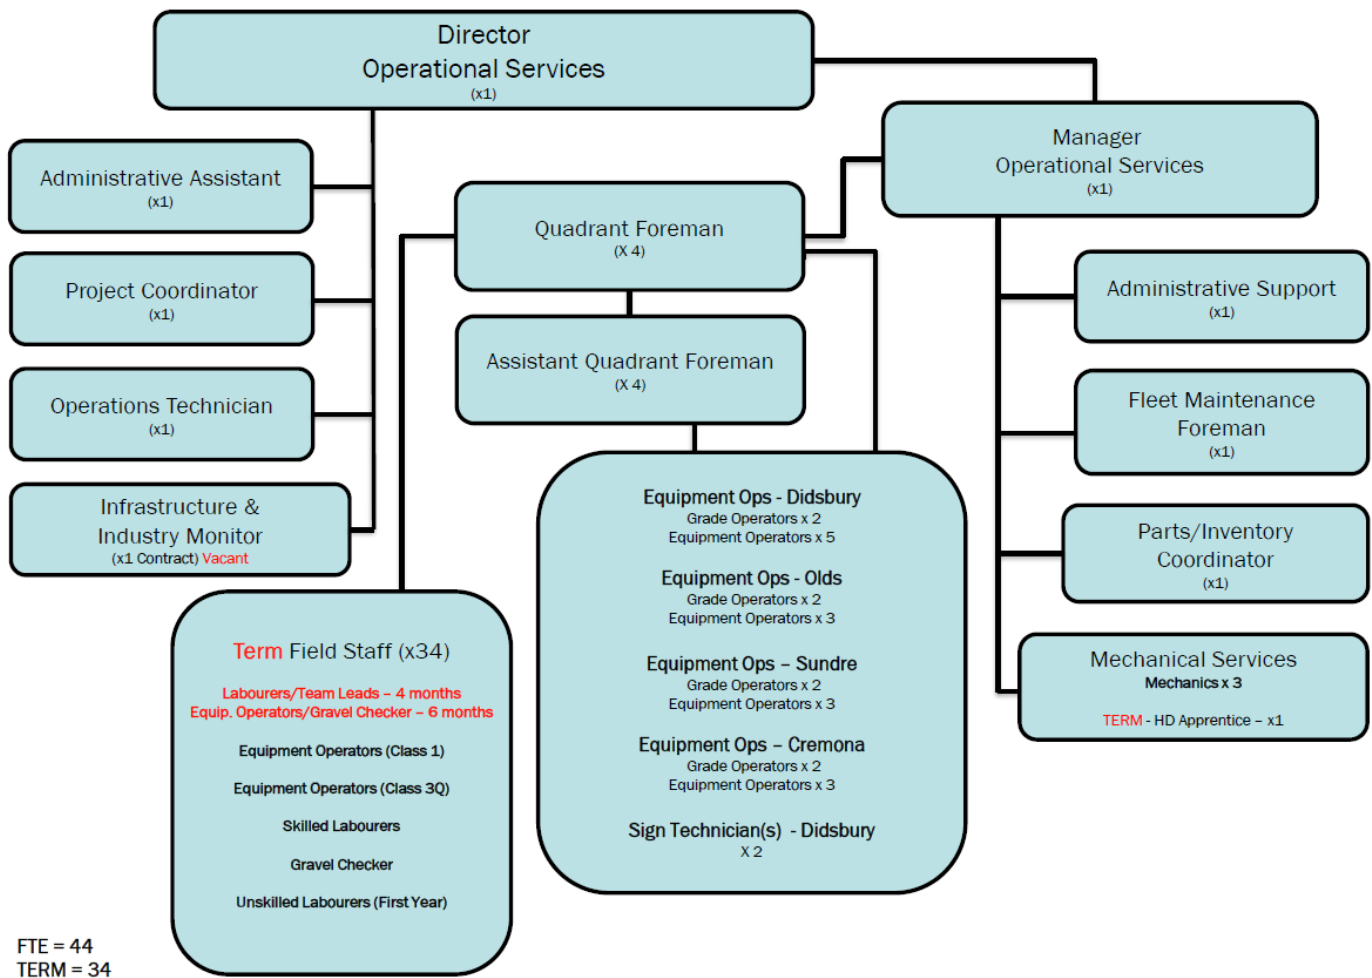 Director
Operational Services
(x1)
Manager
Operational Services
(x1)
Administrative Assistant
(x1)
Project Coordinator
(x1)
Operations Technician
(x1)
Infrastructure &
Industry Monitor
(x1 Contract) Vacant
Quadrant Foreman
(X 4)
Assistant Quadrant Foreman
(X 4)
Administrative Support
(x1)
Fleet Maintenance
Foreman
(x1)
Parts/Inventory
Coordinator
(x1)
Mechanical Services
Mechanics x 3
TERM - HD Apprentice – x1
Term Field Staff (x34)
Labourers/Team Leads – 4 months
Equip. Operators/Gravel Checker – 6 months
Equipment Operators (Class 1)
Equipment Operators (Class 3Q)
Skilled Labourers
Gravel Checker
Unskilled Labourers (First Year)
Equipment Ops - Didsbury
Grade Operators x 2
Equipment Operators x 5
Equipment Ops - Olds
Grade Operators x 2
Equipment Operators x 3
Equipment Ops – Sundre
Grade Operators x 2
Equipment Operators x 3
Equipment Ops – Cremona
Grade Operators x 2
Equipment Operators x 3
Sign Technician(s) - Didsbury
X 2
FTE = 44
TERM = 34